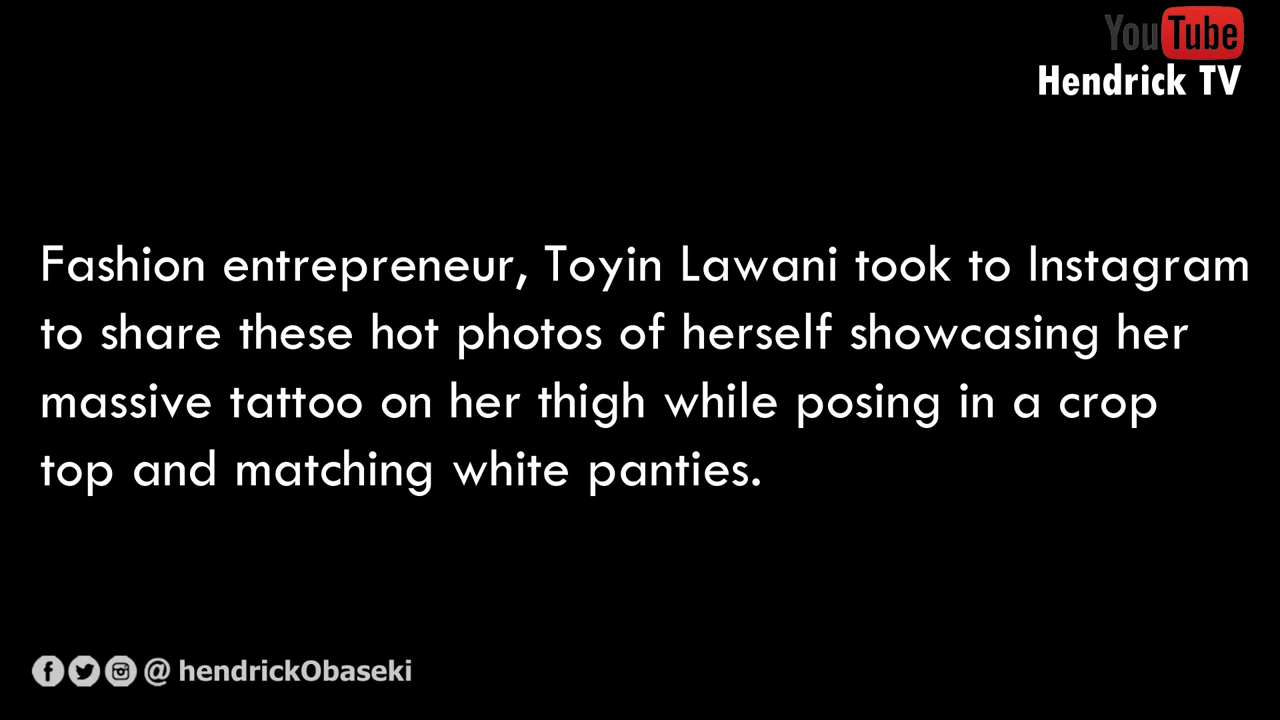 YouTube
Hendrick TV
Fashion entrepreneur, Toyin Lawani took to Instagram
to share these hot photos of herself showcasing her
massive tattoo on her thigh while posing in a crop
top and matching white panties.
@ hendrickObaseki